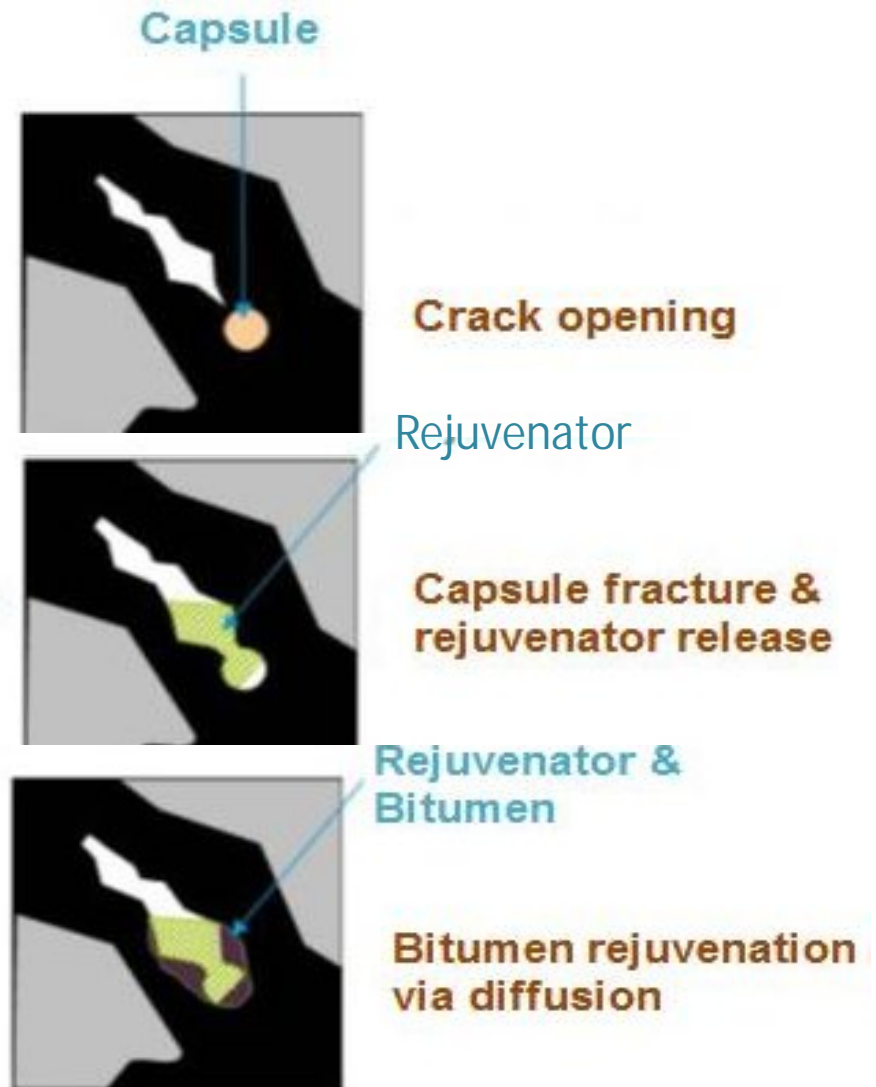 Capsule
Crack opening
Rejuvenator
Capsule fracture &
rejuvenator release
Rejuvenator &
Bitumen
Bitumen rejuvenation
via diffusion